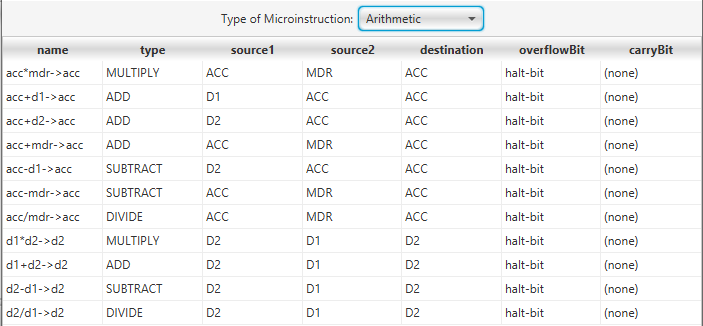 Type of Microinstruction: Arithmetic
name type source1 source2 destination overflowBit carryBit
acc*mdr->acc MULTIPLY ACC MDR ACC halt-bit (none)
acc+d1->acc ADD D1 ACC ACC halt-bit (none)
acc+d2->acc ADD D2 ACC ACC halt-bit (none)
acc+mdr->acc ADD ACC MDR ACC halt-bit (none)
acc-d1->acc SUBTRACT D2 ACC ACC halt-bit (none)
acc-mdr->acc SUBTRACT ACC MDR ACC halt-bit (none)
acc/mdr->acc DIVIDE ACC MDR ACC halt-bit (none)
d1*d2->d2 MULTIPLY D2 D1 D2 halt-bit (none)
d1+d2->d2 ADD D2 D1 D2 halt-bit (none)
d2-d1->d2 SUBTRACT D2 D1 D2 halt-bit (none)
d2/d1->d2 DIVIDE D2 D1 D2 halt-bit (none)